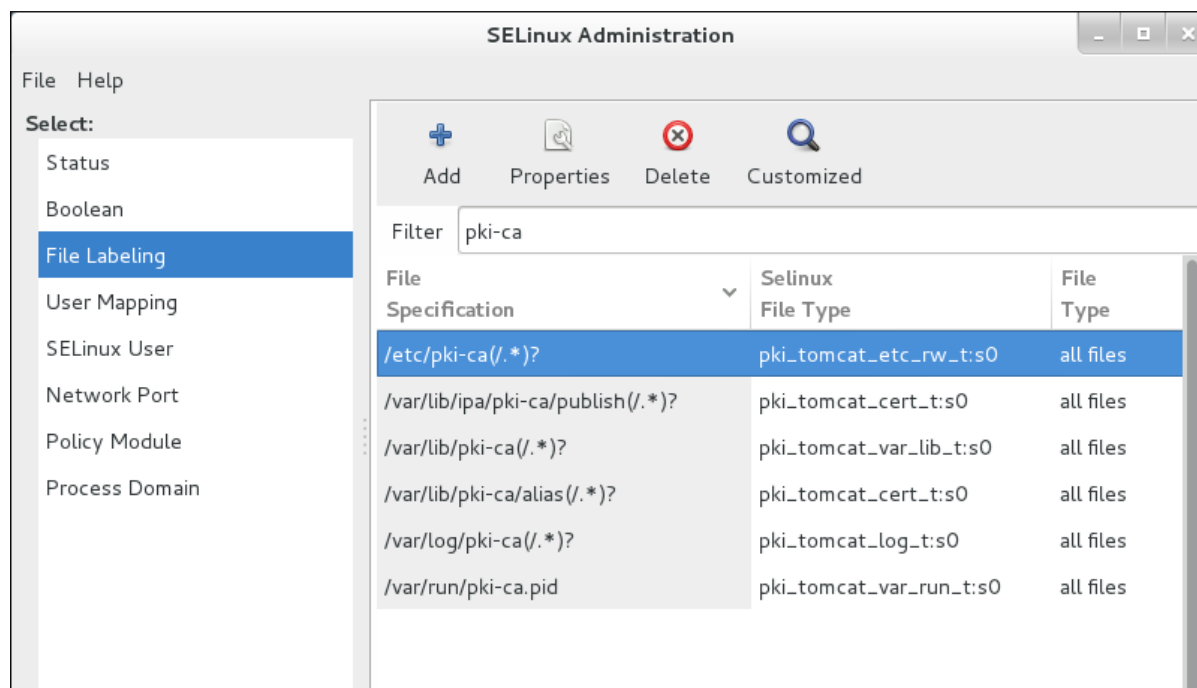 SELinux Administration
File Help
Select:
Status
Boolean
File Labeling
User Mapping
SELinux User
Network Port
Policy Module
Process Domain
Add Properties Delete Customized
Filter pki-ca
File Specification Selinux File Type File Type
/etc/pki-ca(/.*)? pki_tomcat_etc_rw_t:s0 all files
/var/lib/ipa/pki-ca/publish(/.*)? pki_tomcat_cert_t:s0 all files
/var/lib/pki-ca(/.*)? pki_tomcat_var_lib_t:s0 all files
/var/lib/pki-ca/alias(/.*)? pki_tomcat_cert_t:s0 all files
/var/log/pki-ca(/.*)? pki_tomcat_log_t:s0 all files
/var/run/pki-ca.pid pki_tomcat_var_run_t:s0 all files